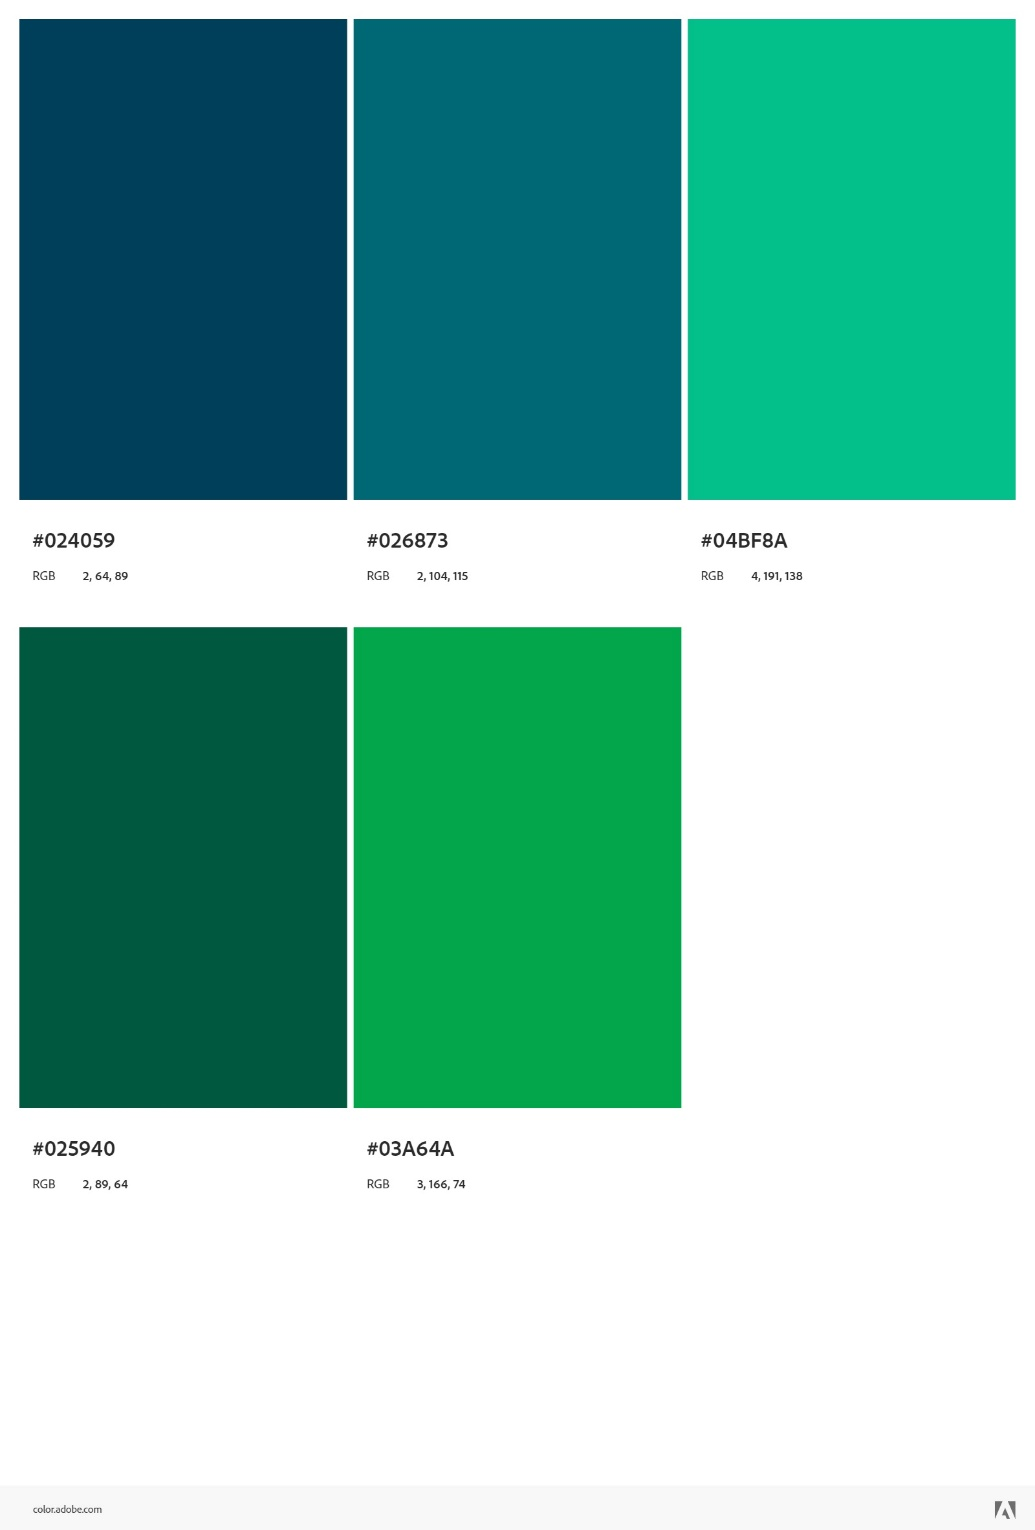 #024059
RGB 2, 64, 89
#026873
RGB 2, 104, 115
#04BF8A
RGB 4, 191, 138
#025940
RGB 2, 89, 64
#03A64A
RGB 3, 166, 74
color.adobe.com